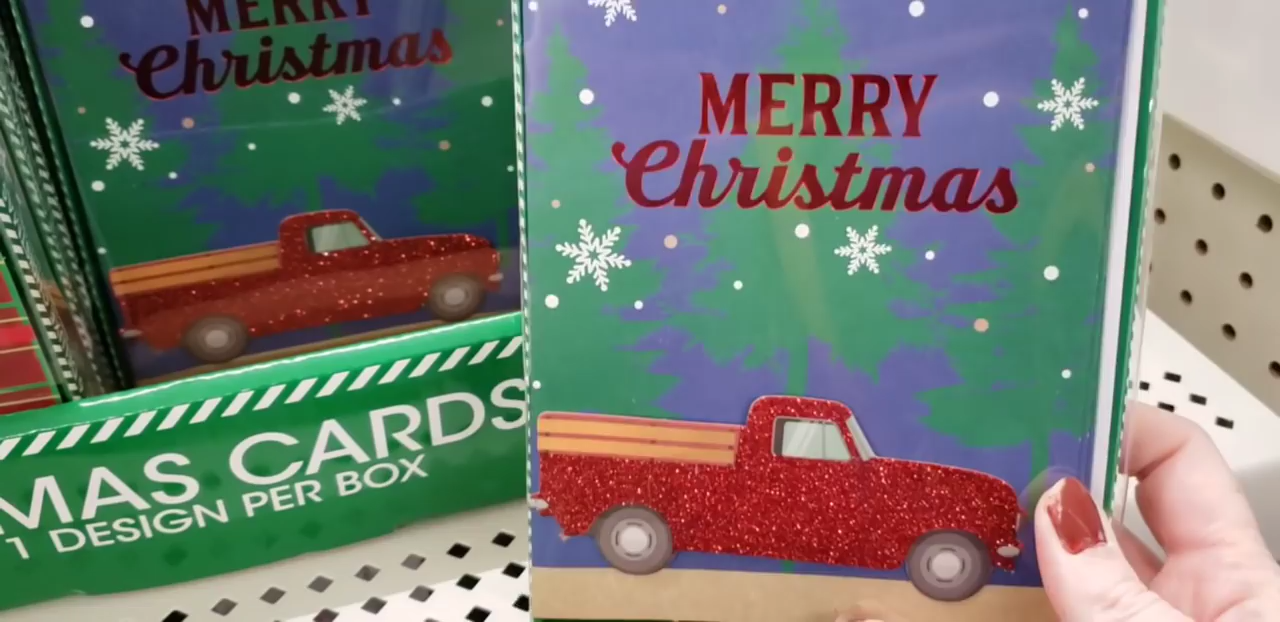 MERRY
Christmas
MERRY
Christmas
MAS CARDS
1 DESIGN PER BOX